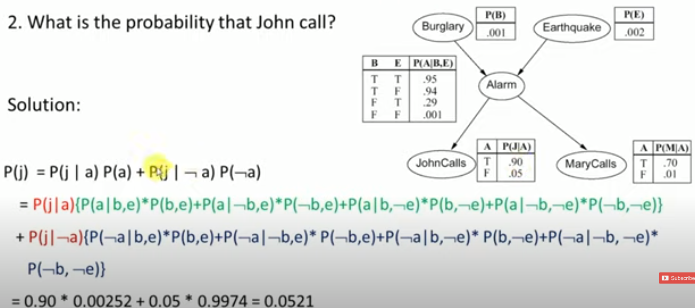 2. What is the probability that John call?
Burglary
P(B)
.001
Earthquake
P(E)
.002
B E P(A|B,E)
T T .95
T F .94
F T .29
F F .001
Alarm
Solution:
JohnCalls
A P(J|A)
T .90
F .05
MaryCalls
A P(M|A)
T .70
F .01
P(j) = P(j | a) P(a) + P(j | ¬ a) P(¬a)
= P(j|a){P(a|b,e)*P(b,e)+P(a|¬b,e)*P(¬b,e)+P(a|b,¬e)*P(b,¬e)+P(a|¬b,¬e)*P(¬b,¬e)}
+ P(j|¬a){P(¬a|b,e)*P(b,e)+P(¬a|¬b,e)* P(¬b,e)+P(¬a|b,¬e)* P(b,¬e)+P(¬a|¬b, ¬e)*
P(¬b, ¬e)}
Subscribe
= 0.90 * 0.00252 + 0.05 * 0.9974 = 0.0521